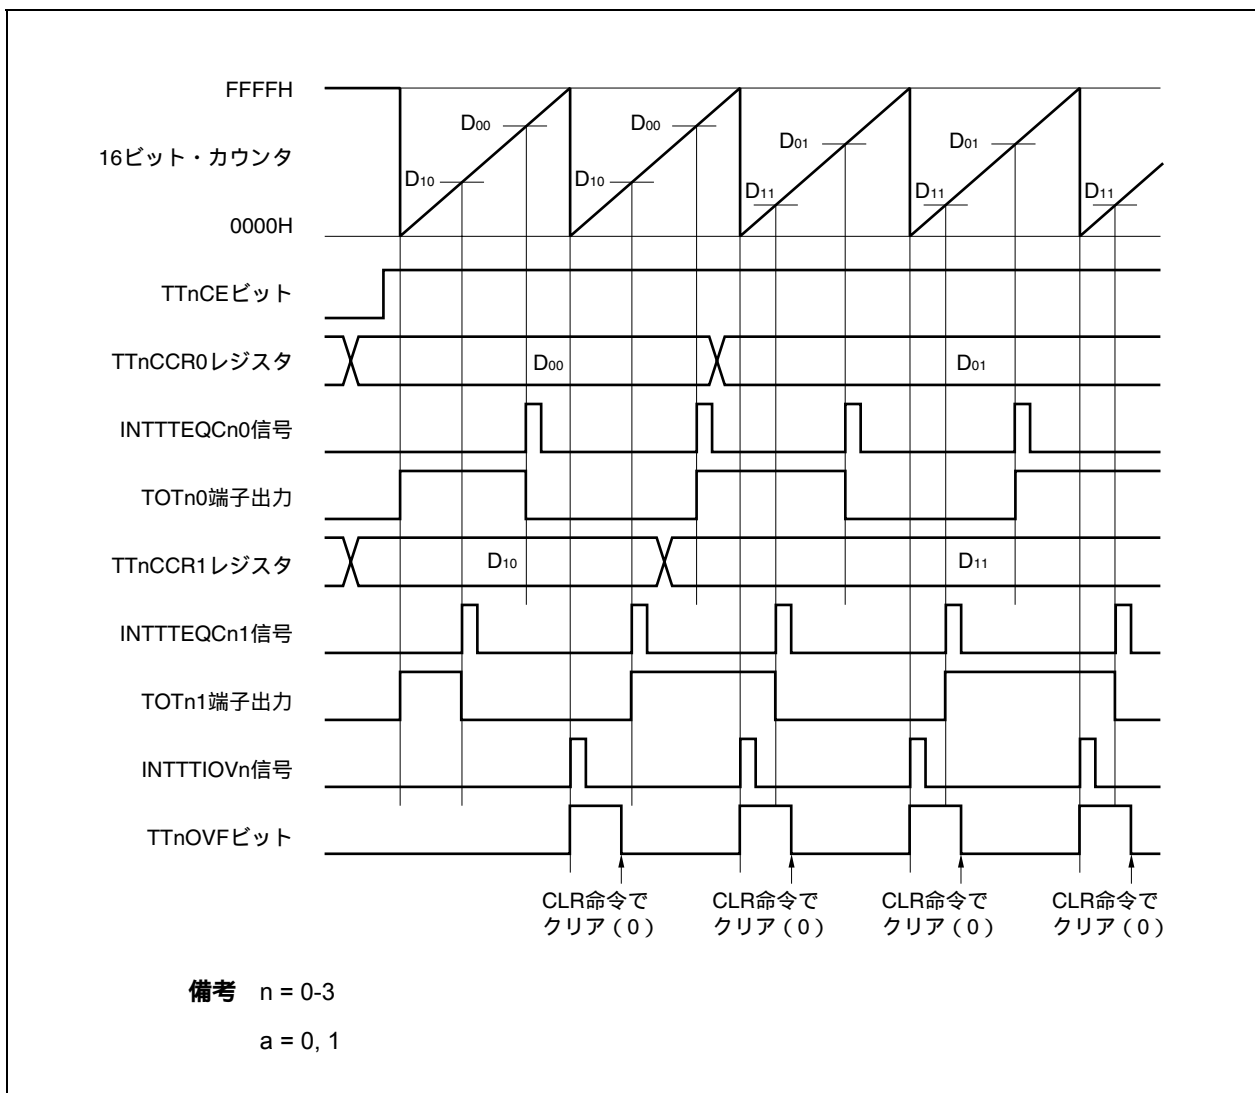 FFFFH
D00 D00
16ビット・カウンタ D01 D01
D10 D10
D11 D11 D11
0000H
TTnCEビット
TTnCCR0レジスタ D00 D01
INTTTEQCn0信号
TOTn0端子出力
TTnCCR1レジスタ D10 D11
INTTTEQCn1信号
TOTn1端子出力
INTTTIOVn信号
TTnOVFビット
CLR命令で CLR命令で CLR命令で CLR命令で
クリア(0) クリア(0) クリア(0) クリア(0)
備考 n = 0-3
a = 0, 1